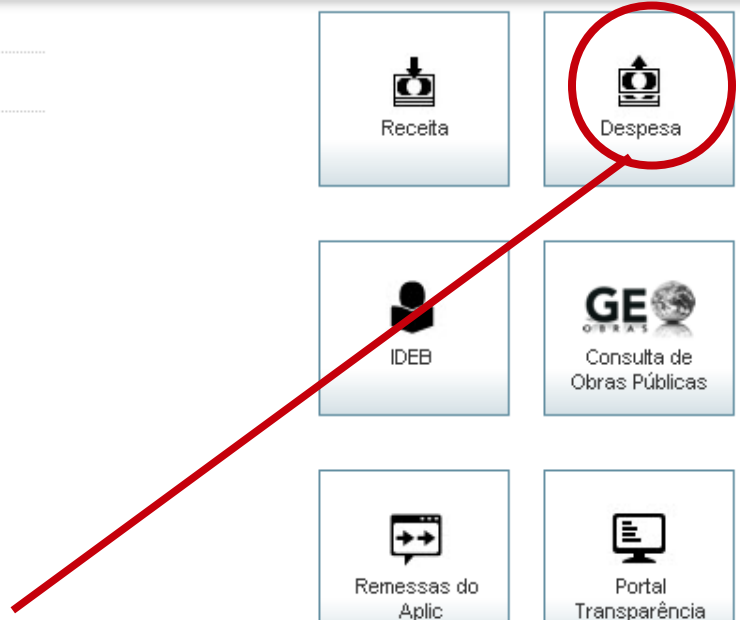 Receita
Despesa
IDEB
GEO
OBRAS
Consulta de
Obras Públicas
Remessas do
Aplic
Portal
Transparência